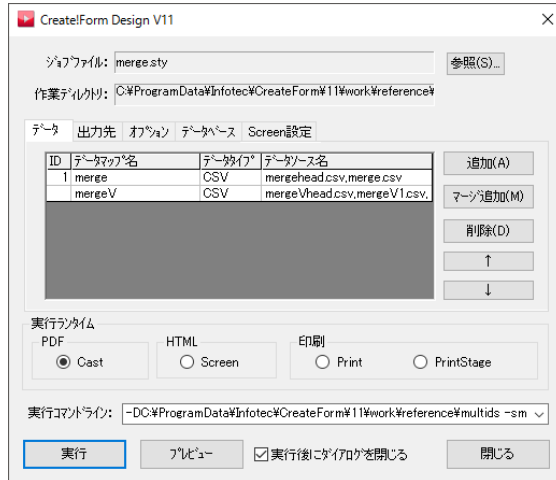 Create!Form Design V11
ｼﾞｮﾌﾞﾌｧｲﾙ: merge.sty 参照(S)...
作業ﾃﾞｨﾚｸﾄﾘ: C:¥ProgramData¥Infotec¥CreateForm¥11¥work¥reference¥
ﾃﾞｰﾀ 出力先 ｵﾌﾟｼｮﾝ ﾃﾞｰﾀﾍﾞｰｽ Screen設定
ID ﾃﾞｰﾀﾏｯﾌﾟ名 ﾃﾞｰﾀﾀｲﾌﾟ ﾃﾞｰﾀｿｰｽ名 追加(A)
1 merge CSV mergehead.csv,merge.csv
mergeV CSV mergeVhead.csv,mergeV1.csv, ﾏｰｼﾞ追加(M)
削除(D)
↑
↓
実行ﾗﾝﾀｲﾑ
PDF HTML 印刷
Cast Screen Print PrintStage
実行ｺﾏﾝﾄﾞﾗｲﾝ: -DC:¥ProgramData¥Infotec¥CreateForm¥11¥work¥reference¥multids -sm
実行 ﾌﾟﾚﾋﾞｭｰ 実行後にﾀﾞｲｱﾛｸﾞを閉じる 閉じる